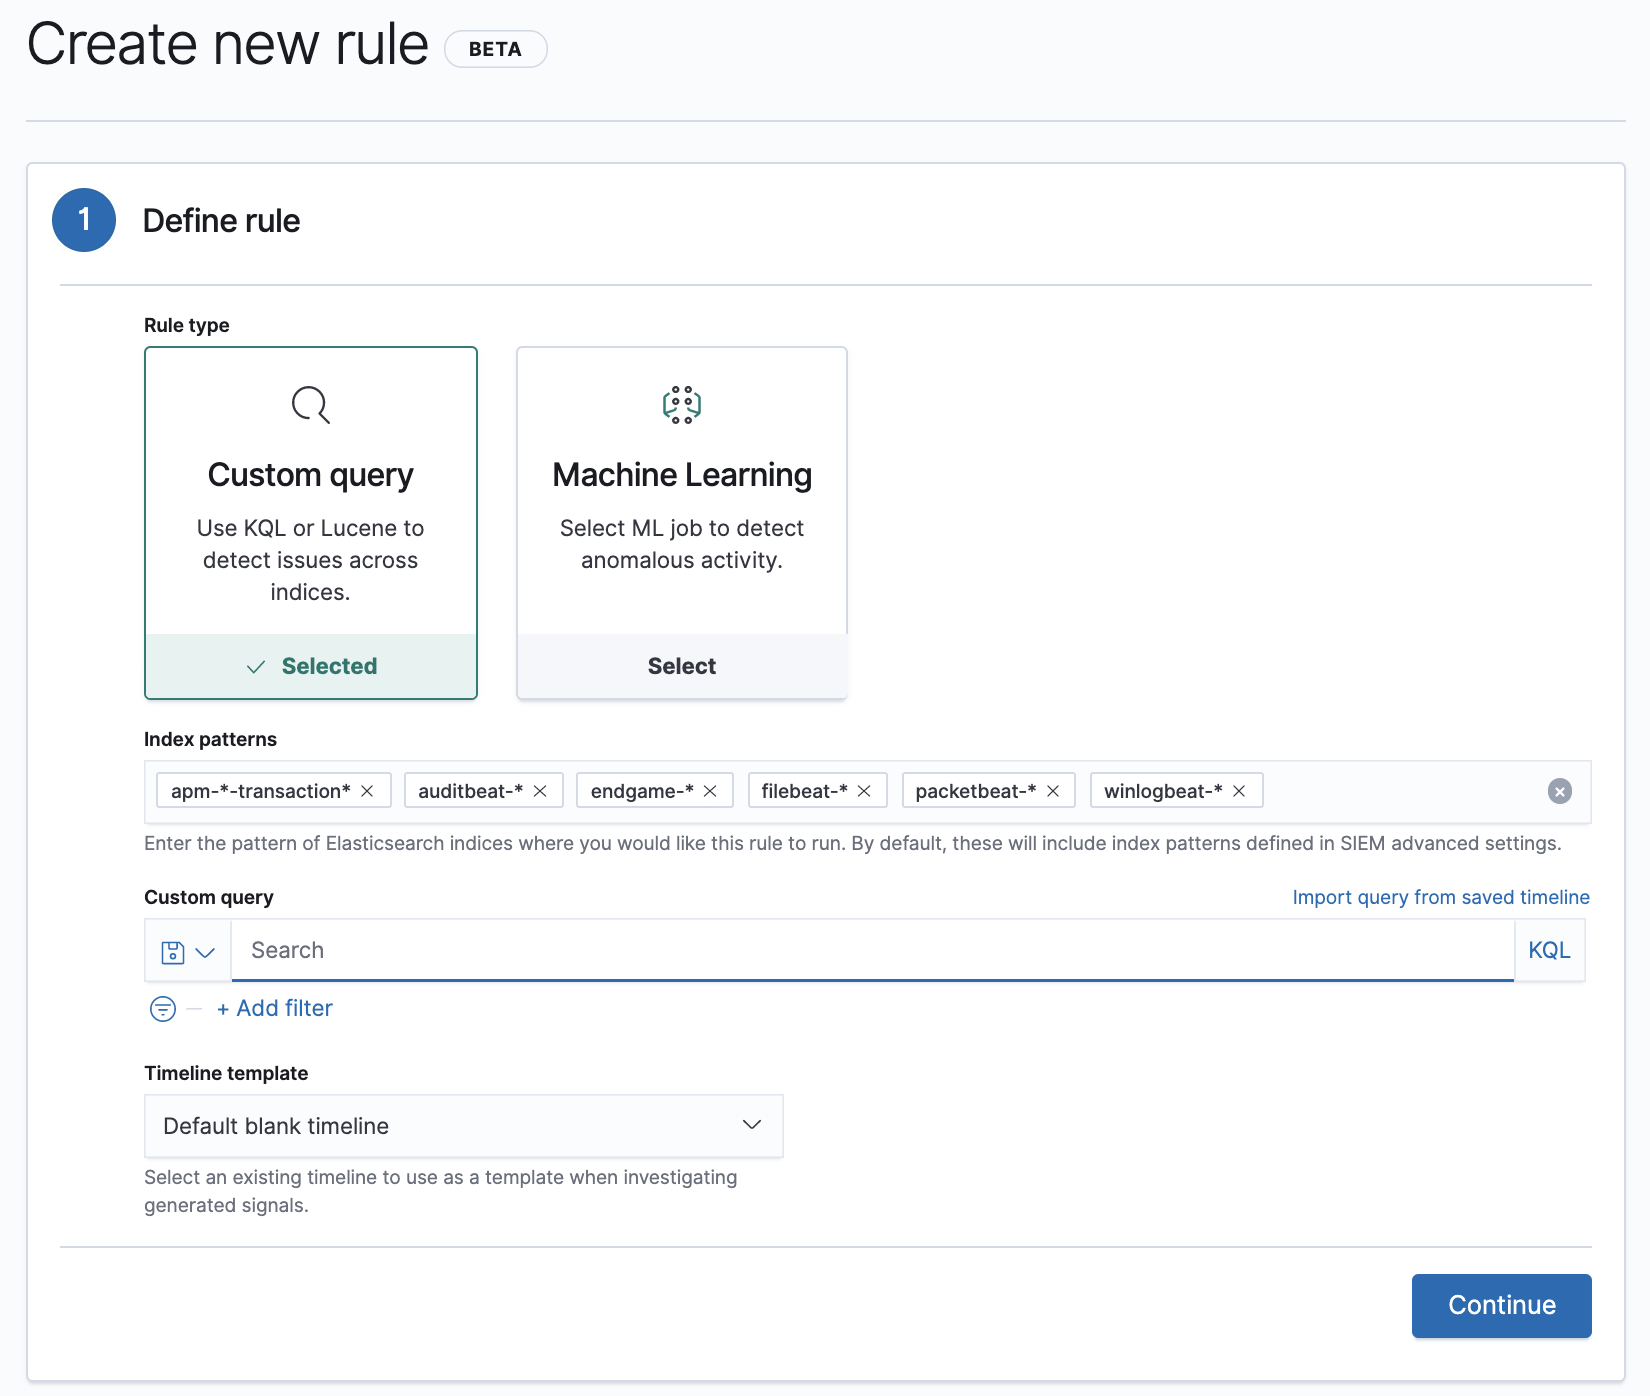 Create new rule BETA
1 Define rule
Rule type
Custom query
Use KQL or Lucene to
detect issues across
indices.
Selected
Machine Learning
Select ML job to detect
anomalous activity.
Select
Index patterns
apm-*-transaction* auditbeat-* endgame-* filebeat-* packetbeat-* winlogbeat-*
Enter the pattern of Elasticsearch indices where you would like this rule to run. By default, these will include index patterns defined in SIEM advanced settings.
Custom query Import query from saved timeline
Search KQL
+ Add filter
Timeline template
Default blank timeline
Select an existing timeline to use as a template when investigating
generated signals.
Continue